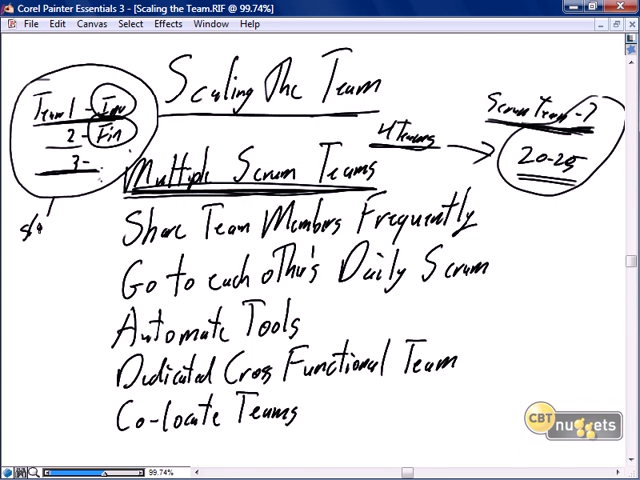 Corel Painter Essentials 3 - [Scaling the Team.RIF @ 99.74%]
File Edit Canvas Effects Select Movie Window Help
Scaling The Team
Team 1 - Inv
2 - Fin
3 -
4 Teams
Scrum Team - 7
20-25
Multiple Scrum Teams
Share Team Members Frequently
Go to each othu's Daily Scrum
Automate Tools
Dedicated Cross Functional Team
Co-locate Teams
CBT nuggets
99.74%